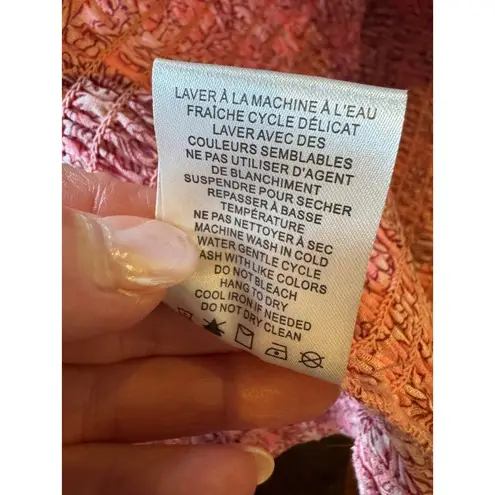 LAVER À LA MACHINE À L'EAU
FRAÎCHE CYCLE DÉLICAT
LAVER AVEC DES
COULEURS SEMBLABLES
NE PAS UTILISER D'AGENT
DE BLANCHIMENT
SUSPENDRE POUR SECHER
REPASSER À BASSE
TEMPÉRATURE
NE PAS NETTOYER À SEC
MACHINE WASH IN COLD
WATER GENTLE CYCLE
ASH WITH LIKE COLORS
DO NOT BLEACH
HANG TO DRY
COOL IRON IF NEEDED
DO NOT DRY CLEAN